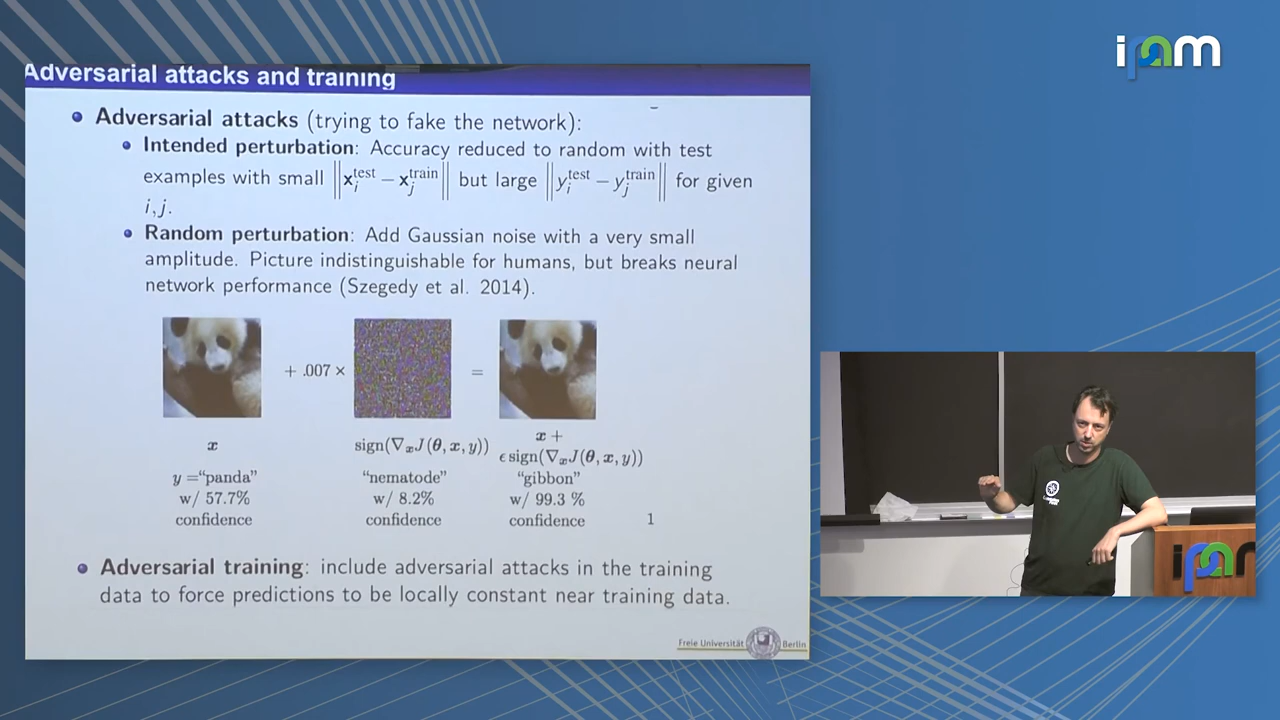 ipam
Adversarial attacks and training
Adversarial attacks (trying to fake the network):
Intended perturbation: Accuracy reduced to random with test
examples with small ‖x_i^test − x_j^train‖ but large ‖y_i^test − y_j^train‖ for given
i,j.
Random perturbation: Add Gaussian noise with a very small
amplitude. Picture indistinguishable for humans, but breaks neural
network performance (Szegedy et al. 2014).
+ .007 × =
x
y =“panda”
w/ 57.7%
confidence
sign(∇_x J(θ, x, y))
“nematode”
w/ 8.2%
confidence
x +
ϵ sign(∇_x J(θ, x, y))
“gibbon”
w/ 99.3 %
confidence
1
Adversarial training: include adversarial attacks in the training
data to force predictions to be locally constant near training data.
Freie Universität Berlin
ipam